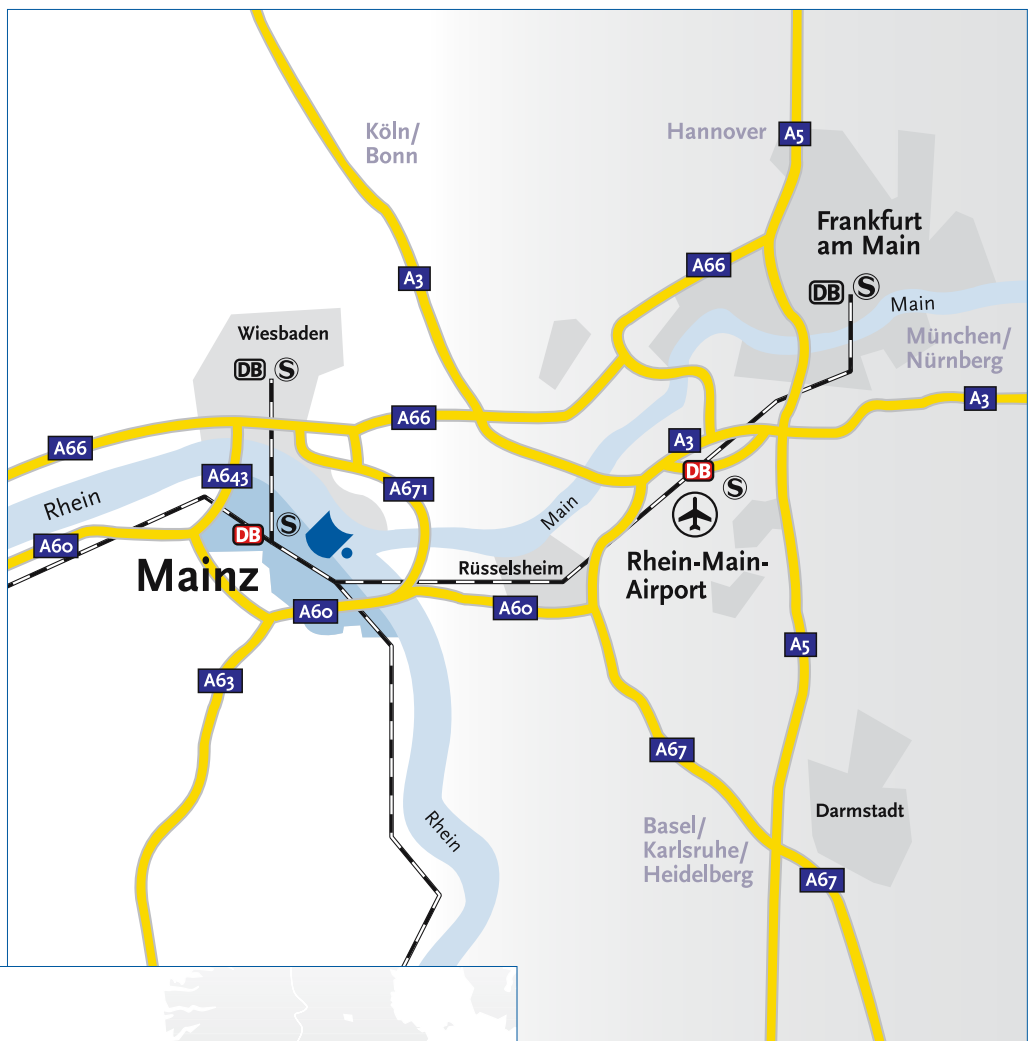 Köln/
Bonn
Hannover
A5
Frankfurt
am Main
A66
A3
DB
S
Main
Wiesbaden
München/
Nürnberg
DB
S
A3
A66
A66
A3
DB
S
A643
A671
Rhein
Main
DB
S
A60
Rüsselsheim
Rhein-Main-
Airport
Mainz
A60
A60
A5
A63
A67
Rhein
Darmstadt
Basel/
Karlsruhe/
Heidelberg
A67